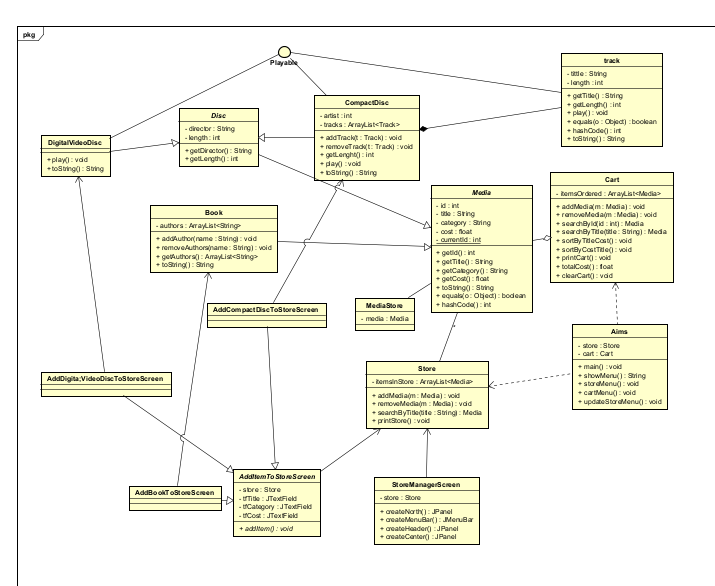 pkg
Playable
track
- tittle : String
- length : int
+ getTitle() : String
+ getLength() : int
+ play() : void
+ equals(o : Object) : boolean
+ hashCode() : int
+ toString() : String
CompactDisc
- artist : int
- tracks : ArrayList<Track>
+ addTrack(t : Track) : void
+ removeTrack(t : Track) : void
+ getLenght() : int
+ play() : void
+ toString() : String
Disc
- director : String
- length : int
+ getDirector() : String
+ getLength() : int
DigitalVideoDisc
+ play() : void
+ toString() : String
Cart
- itemsOrdered : ArrayList<Media>
+ addMedia(m : Media) : void
+ removeMedia(m : Media) : void
+ searchById(id : int) : Media
+ searchByTitle(title : String) : Media
+ sortByTitleCost() : void
+ sortByCostTitle() : void
+ printCart() : void
+ totalCost() : float
+ clearCart() : void
Media
- id : int
- title : String
- category : String
- cost : float
- currentId : int
+ getId() : int
+ getTitle() : String
+ getCategory() : String
+ getCost() : float
+ toString() : String
+ equals(o : Object) : boolean
+ hashCode() : int
Book
- authors : ArrayList<String>
+ addAuthor(name : String) : void
+ removeAuthors(name : String) : void
+ getAuthors() : ArrayList<String>
+ toString() : String
AddCompactDiscToStoreScreen
MediaStore
- media : Media
Aims
- store : Store
- cart : Cart
+ main() : void
+ showMenu() : String
+ storeMenu() : void
+ cartMenu() : void
+ updateStoreMenu() : void
Store
- itemsInStore : ArrayList<Media>
+ addMedia(m : Media) : void
+ removeMedia(m : Media) : void
+ searchByTitle(title : String) : Media
+ printStore() : void
AddDigita;VideoDiscToStoreScreen
AddBookToStoreScreen
AddItemToStoreScreen
- store : Store
- tfTitle : JTextField
- tfCategory : JTextField
- tfCost : JTextField
+ addItem() : void
StoreManagerScreen
- store : Store
+ createNorth() : JPanel
+ createMenuBar() : JMenuBar
+ createHeader() : JPanel
+ createCenter() : JPanel